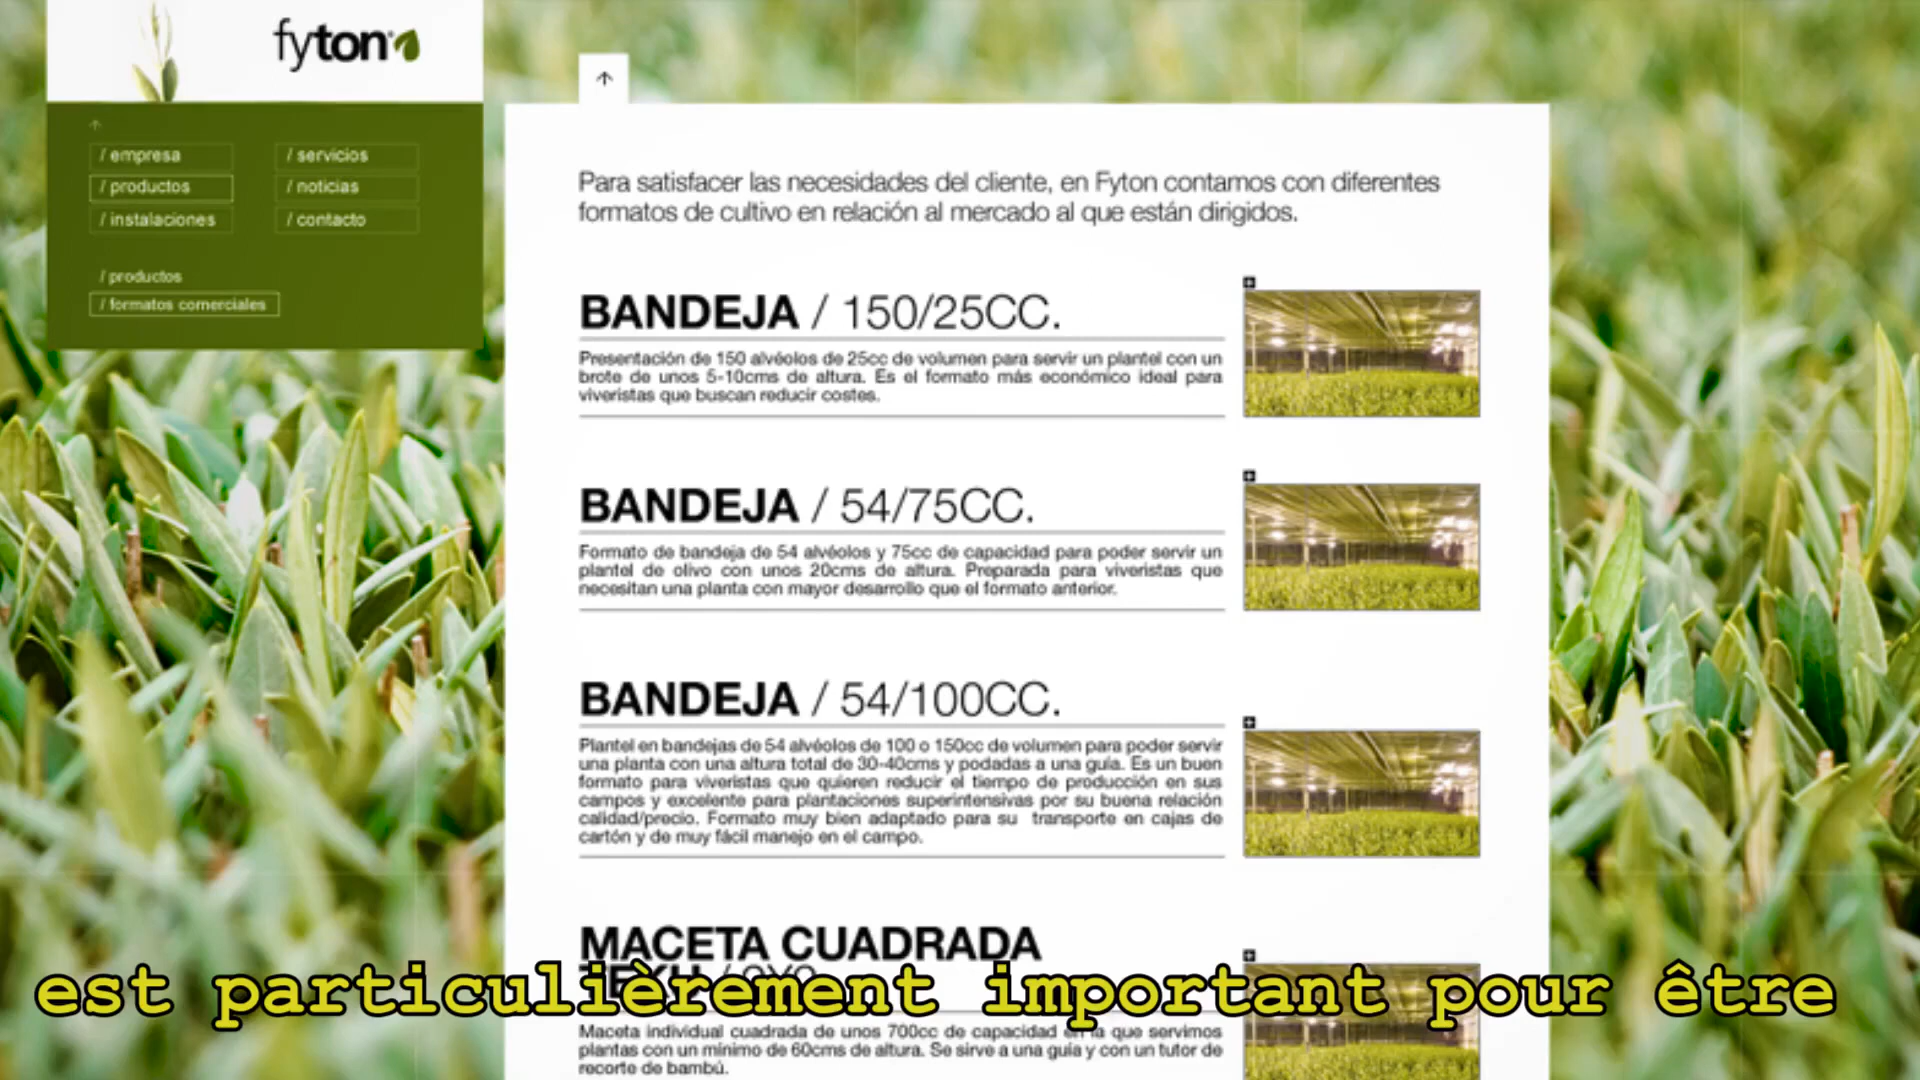 fyton
/ empresa
/ servicios
/ productos
/ noticias
/ instalaciones
/ contacto
/ productos
/ formatos comerciales
Para satisfacer las necesidades del cliente, en Fyton contamos con diferentes
formatos de cultivo en relación al mercado al que están dirigidos.
BANDEJA / 150/25CC.
Presentación de 150 alvéolos de 25cc de volumen para servir un plantel con un
brote de unos 5-10cms de altura. Es el formato más económico ideal para
viveristas que buscan reducir costes.
BANDEJA / 54/75CC.
Formato de bandeja de 54 alvéolos y 75cc de capacidad para poder servir un
plantel de olivo con unos 20cms de altura. Preparada para viveristas que
necesitan una planta con mayor desarrollo que el formato anterior.
BANDEJA / 54/100CC.
Plantel en bandejas de 54 alvéolos de 100 o 150cc de volumen para poder servir
una planta con una altura total de 30-40cms y podadas a una guía. Es un buen
formato para viveristas que quieren reducir el tiempo de producción en sus
campos y excelente para plantaciones superintensivas por su buena relación
calidad/precio. Formato muy bien adaptado para su transporte en cajas de
cartón y de muy fácil manejo en el campo.
MACETA CUADRADA
est particulièrement important pour être
Maceta individual cuadrada de unos 700cc de capacidad en la que servimos
plantas con un mínimo de 60cms de altura. Se sirve a una guía y con un tutor de
recorte de bambú.